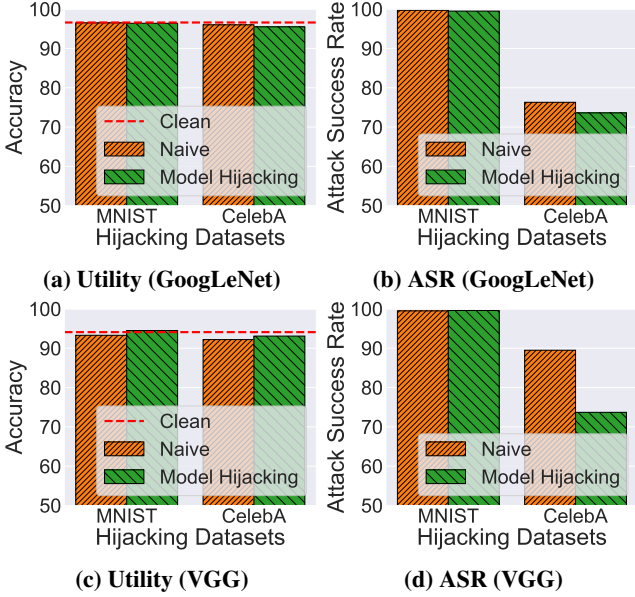 100
90
80
70
60
50
Accuracy
Clean
Naive
Model Hijacking
MNIST CelebA
Hijacking Datasets
(a) Utility (GoogLeNet)
100
90
80
70
60
50
Attack Success Rate
Naive
Model Hijacking
MNIST CelebA
Hijacking Datasets
(b) ASR (GoogLeNet)
100
90
80
70
60
50
Accuracy
Clean
Naive
Model Hijacking
MNIST CelebA
Hijacking Datasets
(c) Utility (VGG)
100
90
80
70
60
50
Attack Success Rate
Naive
Model Hijacking
MNIST CelebA
Hijacking Datasets
(d) ASR (VGG)